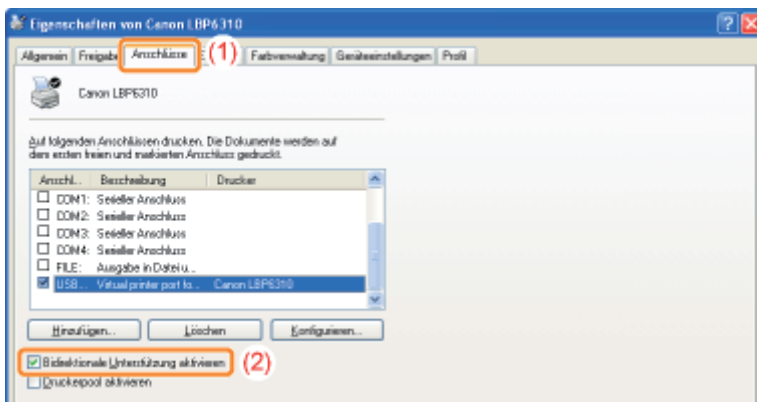 Eigenschaften von Canon LBP6310
Allgemein Freigabe Anschlüsse (1) Farbverwaltung Geräteeinstellungen Profil
Canon LBP6310
Auf folgenden Anschlüssen drucken. Die Dokumente werden auf
dem ersten freien und markierten Anschluss gedruckt.
Anschl... Beschreibung Drucker
COM1: Serieller Anschluss
COM2: Serieller Anschluss
COM3: Serieller Anschluss
COM4: Serieller Anschluss
FILE: Ausgabe in Datei u...
USB... Virtual printer port fo... Canon LBP6310
Hinzufügen... Löschen Konfigurieren...
Bidirektionale Unterstützung aktivieren (2)
Druckerpool aktivieren